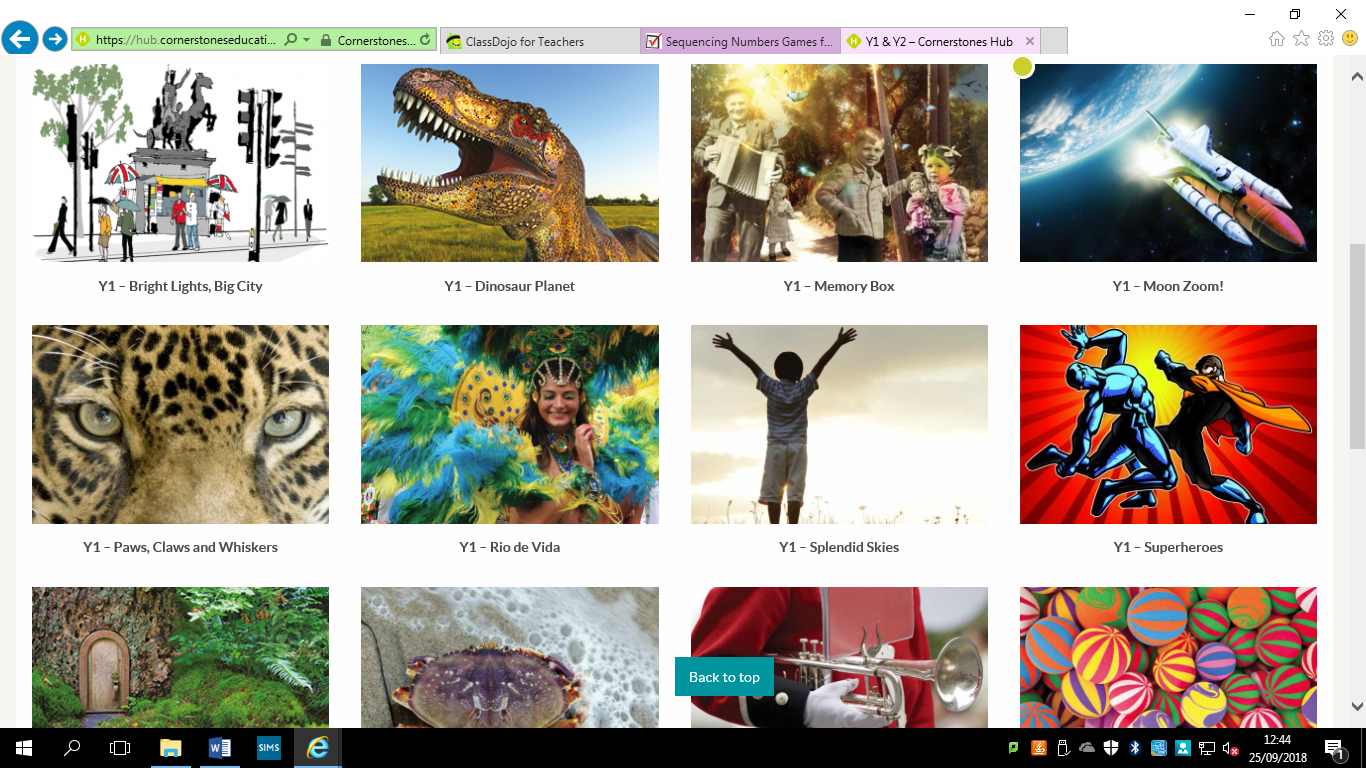 https://hub.cornerstoneseducati...
Cornerstones...
ClassDojo for Teachers
Sequencing Numbers Games f...
Y1 & Y2 – Cornerstones Hub
Y1 – Bright Lights, Big City
Y1 – Dinosaur Planet
Y1 – Memory Box
Y1 – Moon Zoom!
Y1 – Paws, Claws and Whiskers
Y1 – Rio de Vida
Y1 – Splendid Skies
Y1 – Superheroes
Back to top
SIMS
12:44
25/09/2018
1